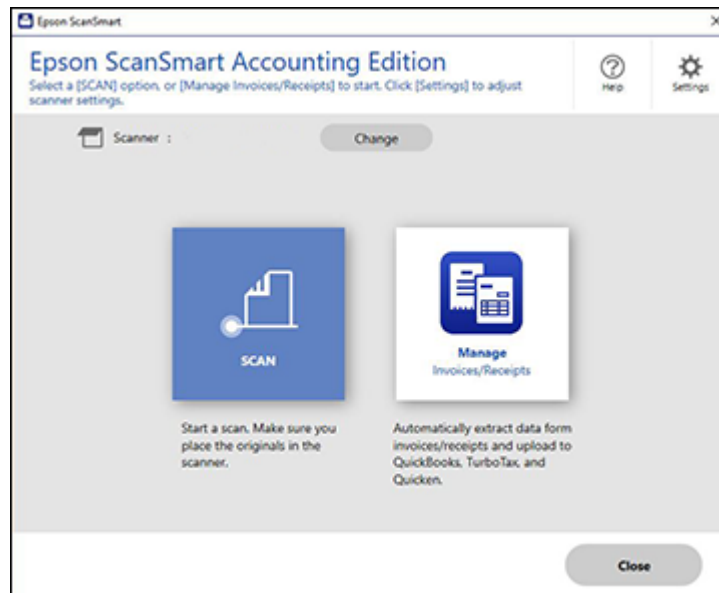 Epson ScanSmart
Epson ScanSmart Accounting Edition
Select a [SCAN] option, or [Manage Invoices/Receipts] to start. Click [Settings] to adjust
scanner settings.
Help
Settings
Scanner :
Change
SCAN
Manage
Invoices/Receipts
Start a scan. Make sure you
place the originals in the
scanner.
Automatically extract data form
invoices/receipts and upload to
QuickBooks, TurboTax, and
Quicken.
Close